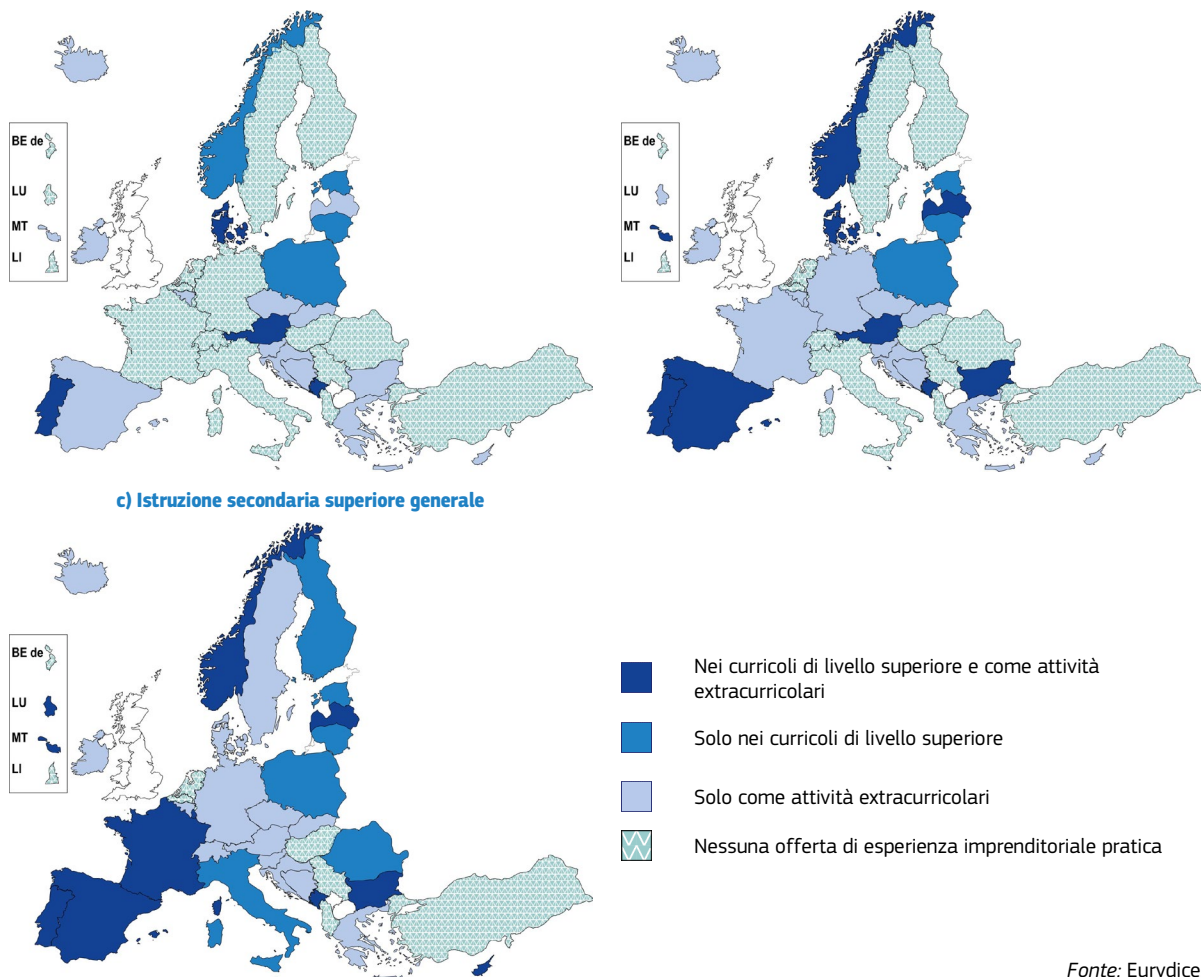 BE de
LU
MT
LI
BE de
LU
MT
LI
c) Istruzione secondaria superiore generale
BE de
LU
MT
LI
Nei curricoli di livello superiore e come attività
extracurricolari
Solo nei curricoli di livello superiore
Solo come attività extracurricolari
Nessuna offerta di esperienza imprenditoriale pratica
Fonte: Eurydice